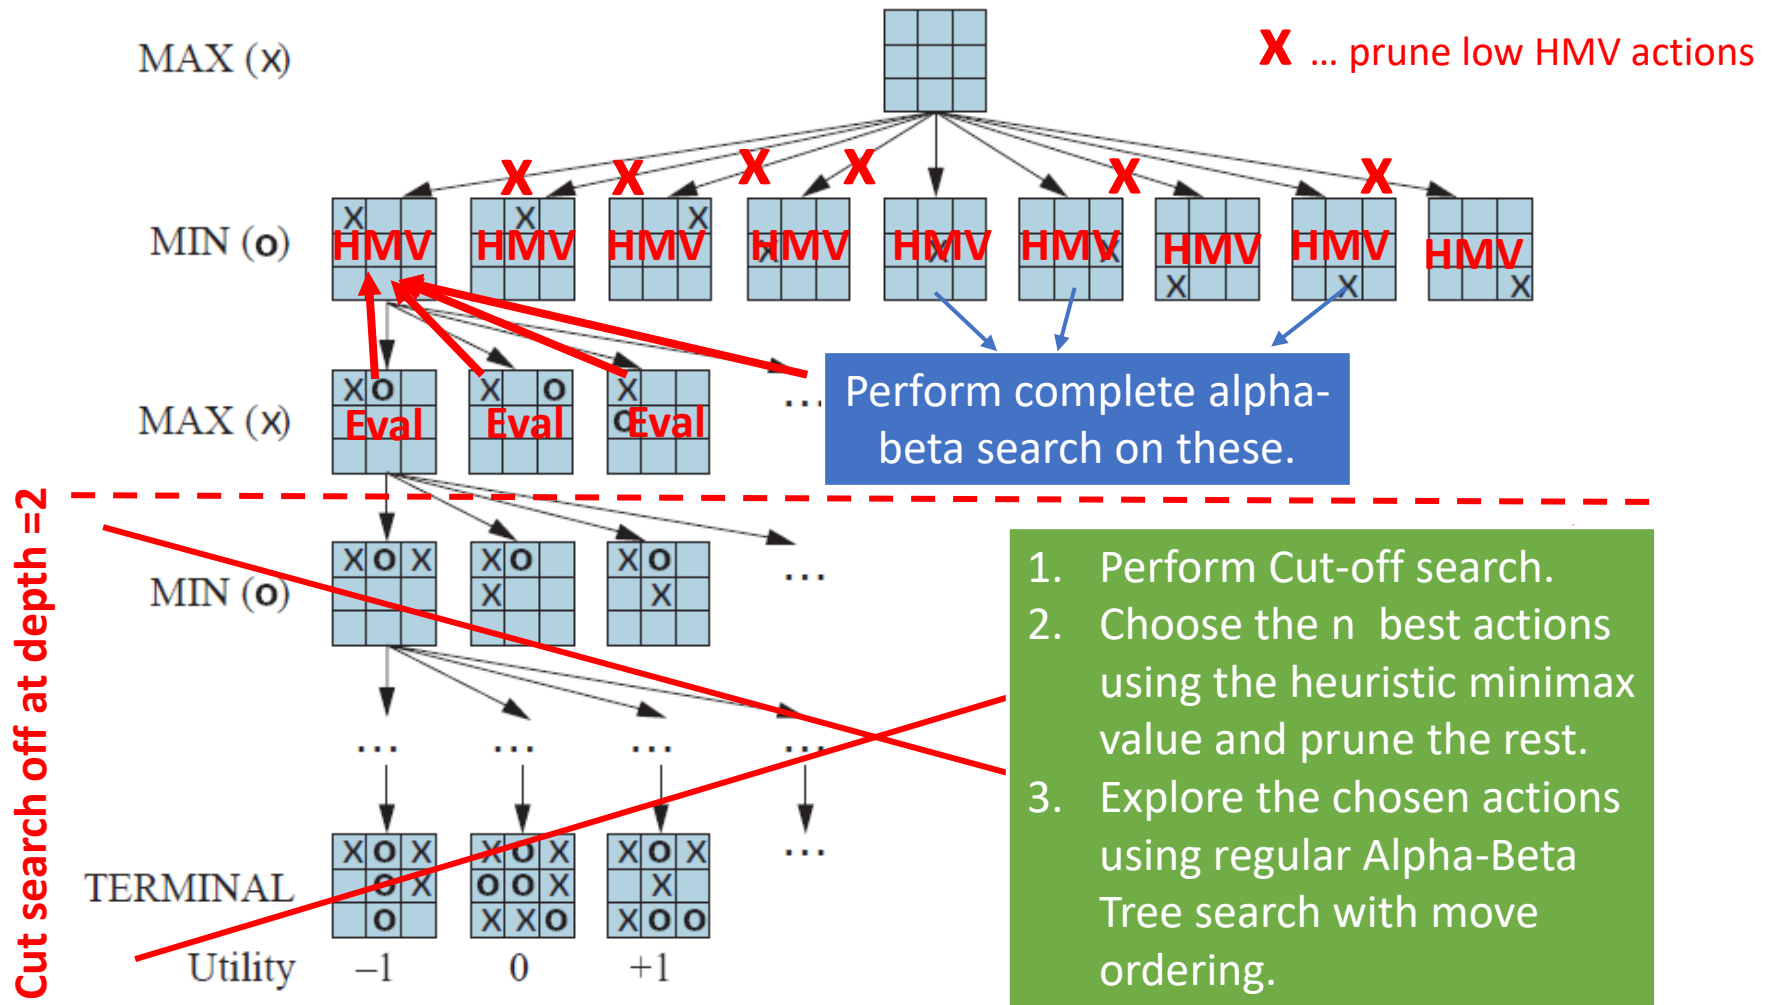 MAX (x)
X ... prune low HMV actions
X X X X X X
MIN (o)
X X X X X X X X X
HMV HMV HMV HMV HMV HMV HMV HMV HMV
MAX (x)
X O X O X O
Eval Eval Eval
...
Perform complete alpha-
beta search on these.
Cut search off at depth =2
MIN (o)
X O X X O X O
X X
...
1. Perform Cut-off search.
2. Choose the n best actions
using the heuristic minimax
value and prune the rest.
3. Explore the chosen actions
using regular Alpha-Beta
Tree search with move
ordering.
... ... ... ...
TERMINAL
X O X X O X X O X
O X O O X X
O X X O X O O
...
Utility –1 0 +1